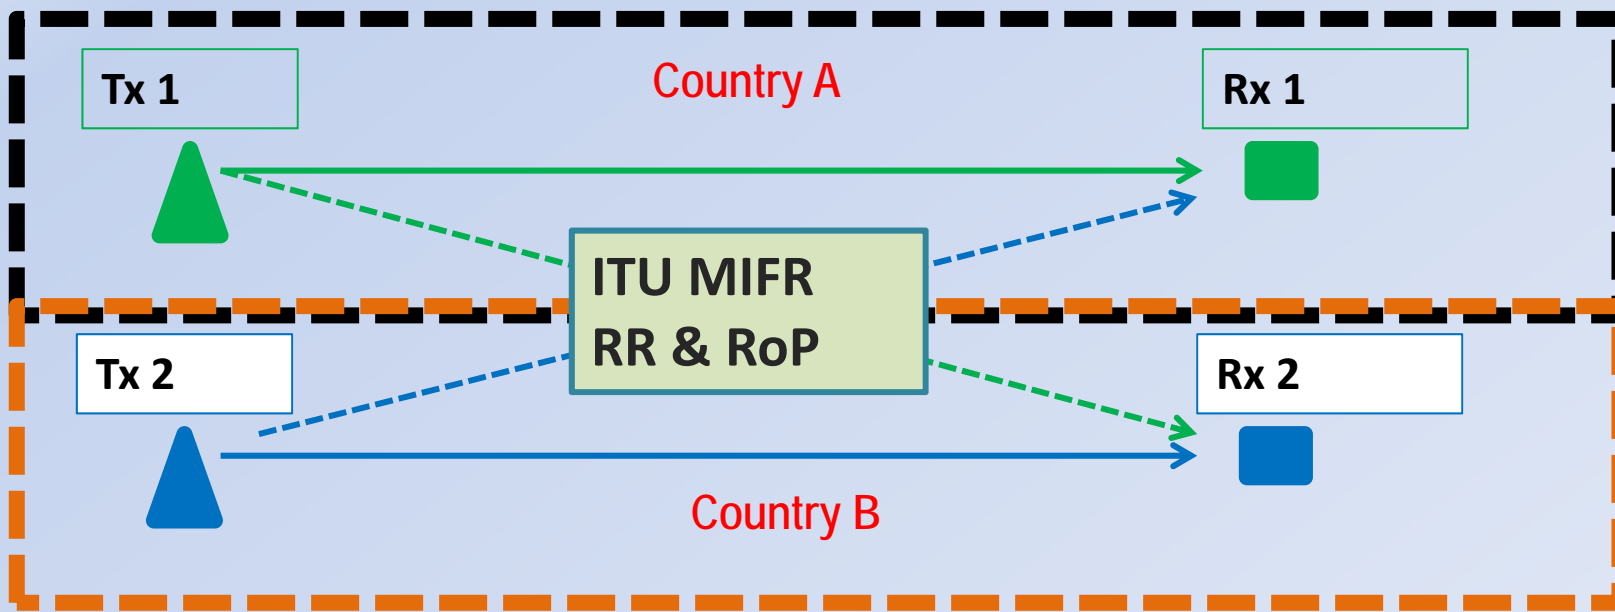 Tx 1
Country A
Rx 1
ITU MIFR
RR & RoP
Tx 2
Rx 2
Country B